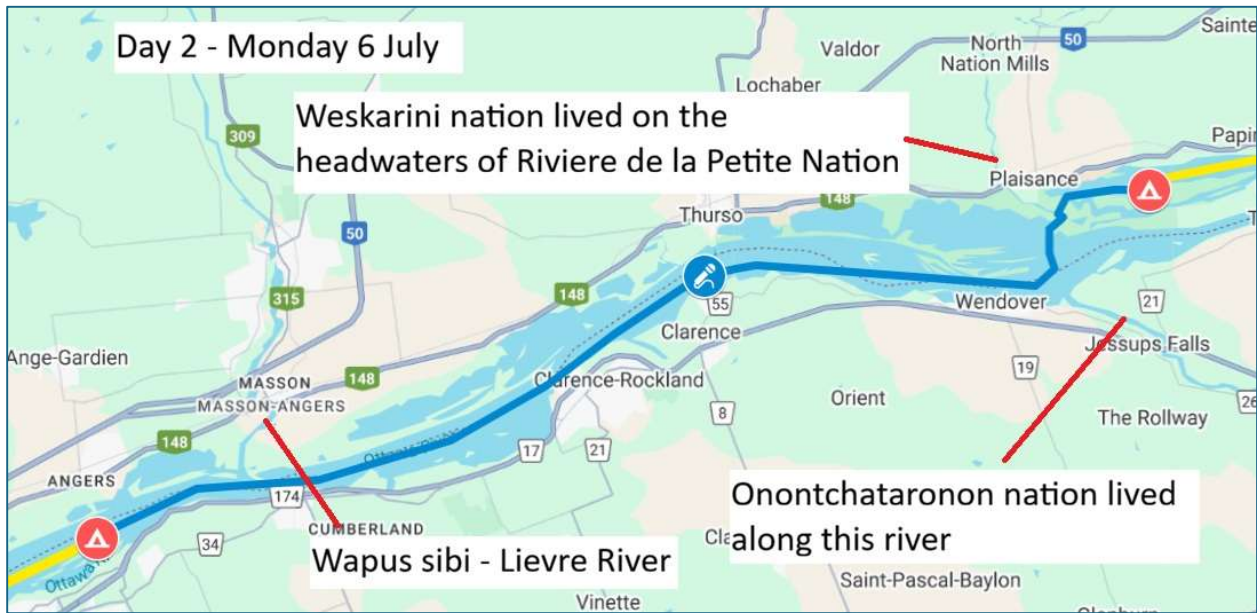 Day 2 - Monday 6 July
Valdor
North
Nation Mills
50
Sainte
Lochaber
309
Weskarini nation lived on the
headwaters of Riviere de la Petite Nation
Papin
Plaisance
148
Thurso
50
315
148
55
Wendover
21
Clarence
Jessups Falls
Ange-Gardien
MASSON
MASSON-ANGERS
148
Clarence-Rockland
19
26
8
Orient
The Rollway
148
17
21
ANGERS
174
Onontchataronon nation lived
along this river
34
CUMBERLAND
Wapus sibi - Lievre River
Saint-Pascal-Baylon
Ottawa
Vinette